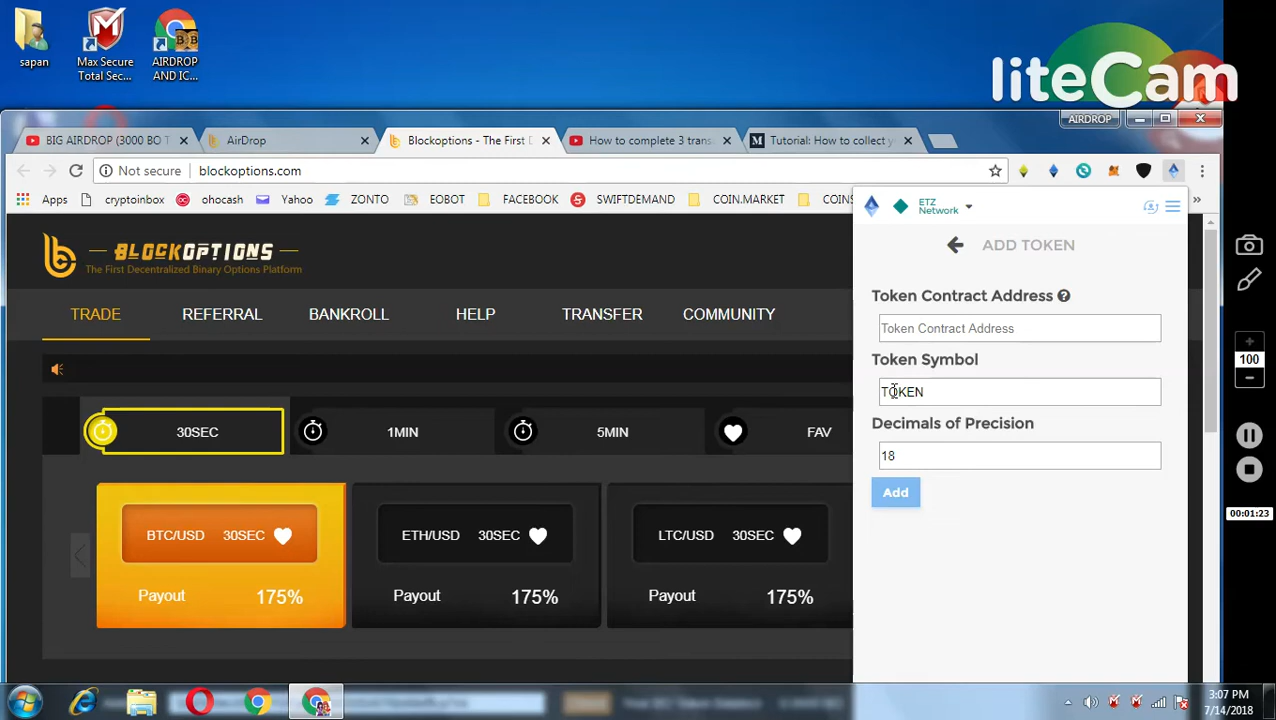 sapan
Max Secure
Total Sec...
AIRDROP
AND IC...
liteCam
AIRDROP
BIG AIRDROP (3000 BO T
AirDrop
Blockoptions - The First D
How to complete 3 trans
Tutorial: How to collect y
Not secure
blockoptions.com
Apps
cryptoinbox
ohocash
Yahoo
ZONTO
EOBOT
FACEBOOK
SWIFTDEMAND
COIN.MARKET
COINS
»
BLOCKOPTIONS
The First Decentralized Binary Options Platform
TRADE
REFERRAL
BANKROLL
HELP
TRANSFER
COMMUNITY
30SEC
1MIN
5MIN
FAV
BTC/USD 30SEC
Payout 175%
ETH/USD 30SEC
Payout 175%
LTC/USD 30SEC
Payout 175%
ETZ
Network
ADD TOKEN
Token Contract Address
Token Contract Address
Token Symbol
TOKEN
Decimals of Precision
18
Add
100
00:01:23
3:07 PM
7/14/2018